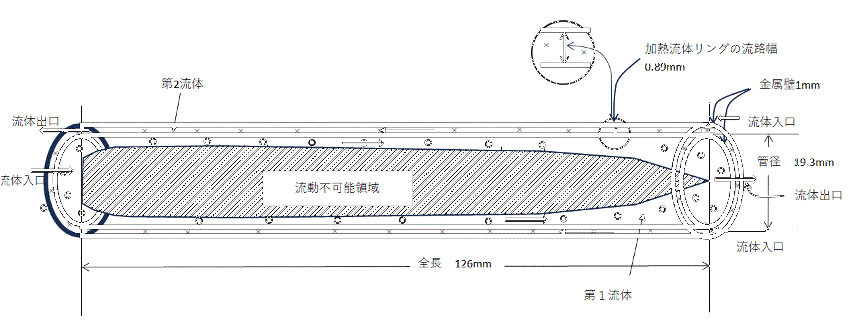 加熱流体リングの流路幅
0.89mm
第2流体
金属壁1mm
流体出口
流体入口
管径 19.3mm
流体入口
流動不可能領域
流体出口
流体入口
全長 126mm
第１流体